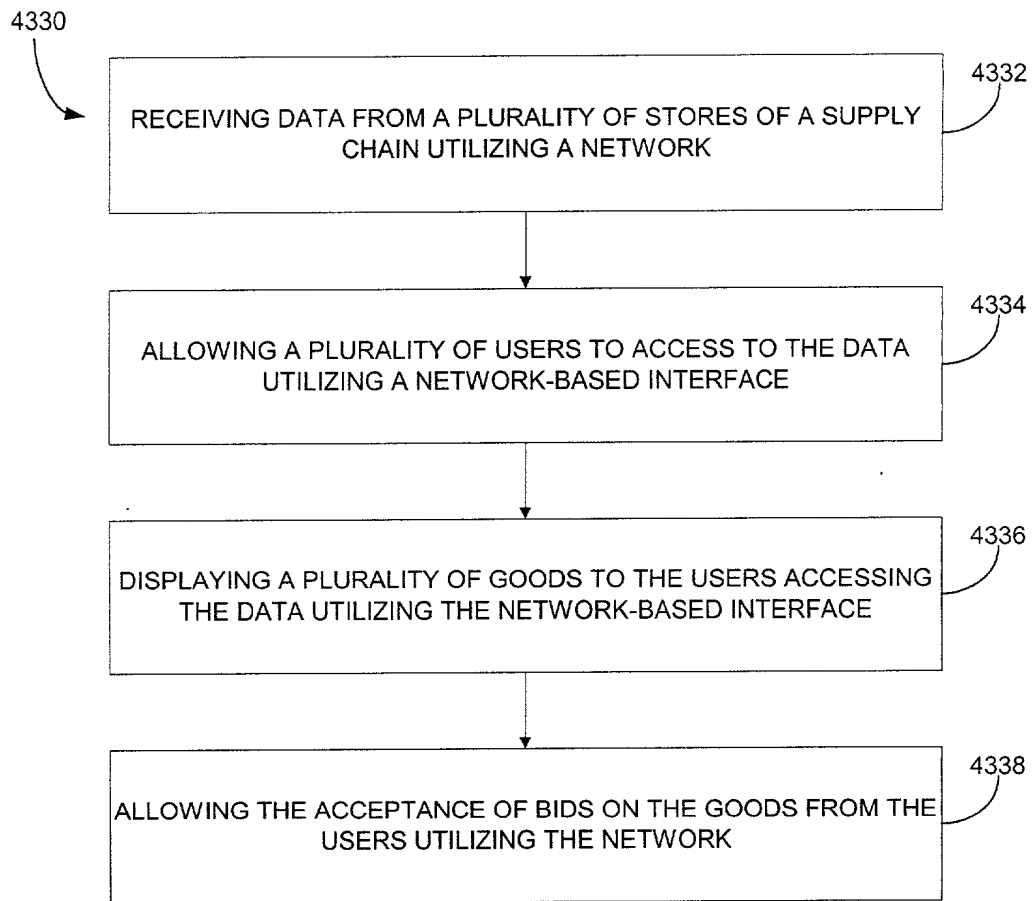 4330
4332
RECEIVING DATA FROM A PLURALITY OF STORES OF A SUPPLY
CHAIN UTILIZING A NETWORK
4334
ALLOWING A PLURALITY OF USERS TO ACCESS TO THE DATA
UTILIZING A NETWORK-BASED INTERFACE
4336
DISPLAYING A PLURALITY OF GOODS TO THE USERS ACCESSING
THE DATA UTILIZING THE NETWORK-BASED INTERFACE
4338
ALLOWING THE ACCEPTANCE OF BIDS ON THE GOODS FROM THE
USERS UTILIZING THE NETWORK